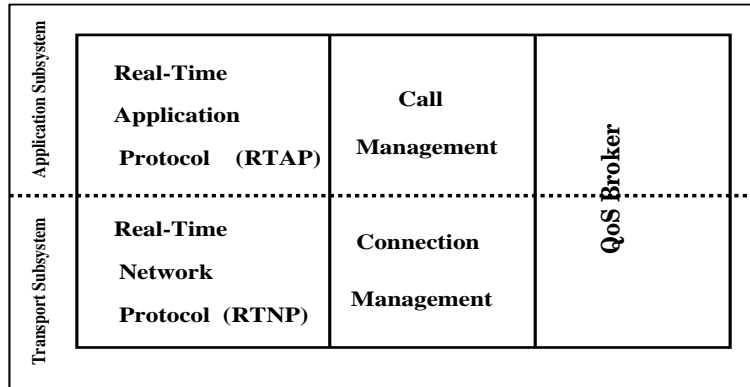 Application Subsystem
Real-Time
Application
Protocol (RTAP)
Call
Management
QoS Broker
Transport Subsystem
Real-Time
Network
Protocol (RTNP)
Connection
Management